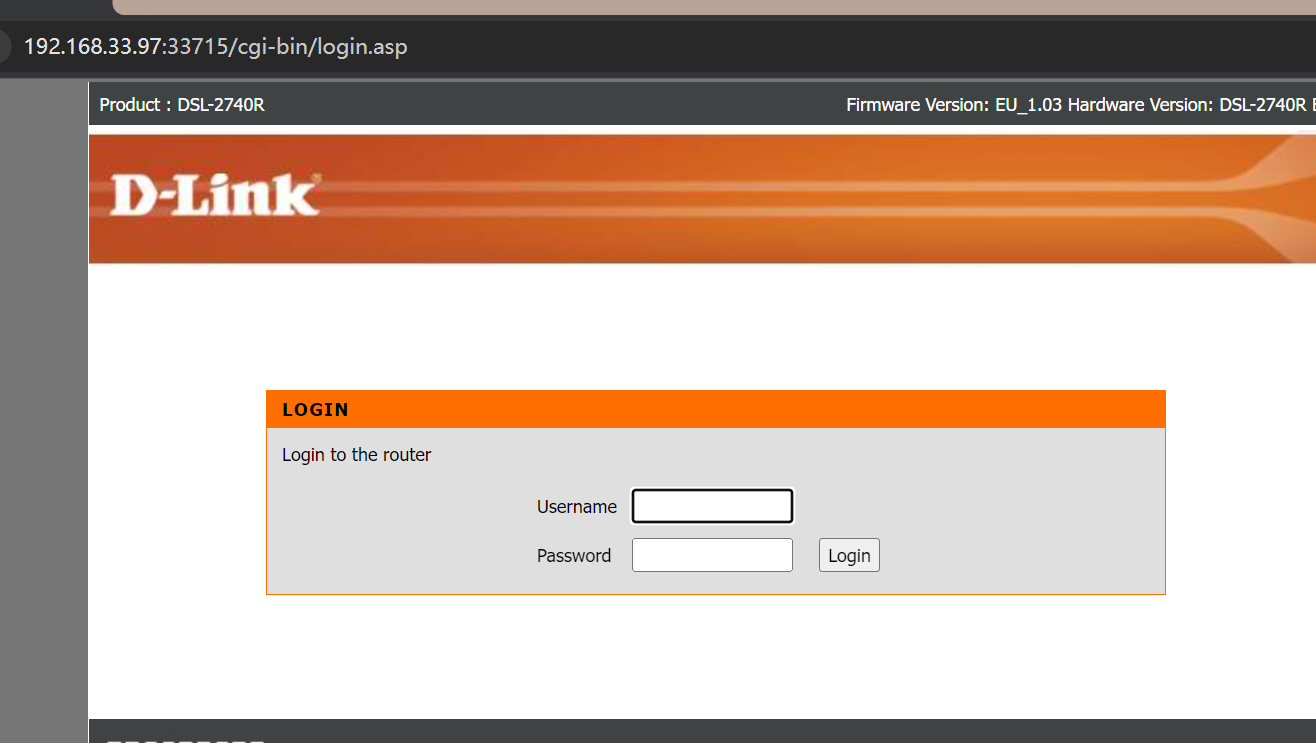 192.168.33.97:33715/cgi-bin/login.asp
Product : DSL-2740R
Firmware Version: EU_1.03 Hardware Version: DSL-2740R
D-Link
LOGIN
Login to the router
Username
Password
Login